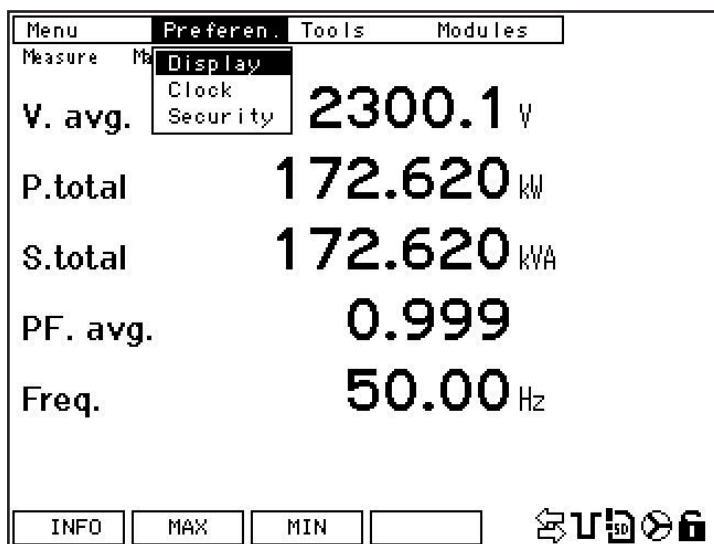 Menu Preferen. Tools Modules
Measure Ma Display
Clock
V. avg. Security 2300.1 V
P.total 172.620 kW
S.total 172.620 kVA
PF. avg. 0.999
Freq. 50.00 Hz
INFO MAX MIN SD